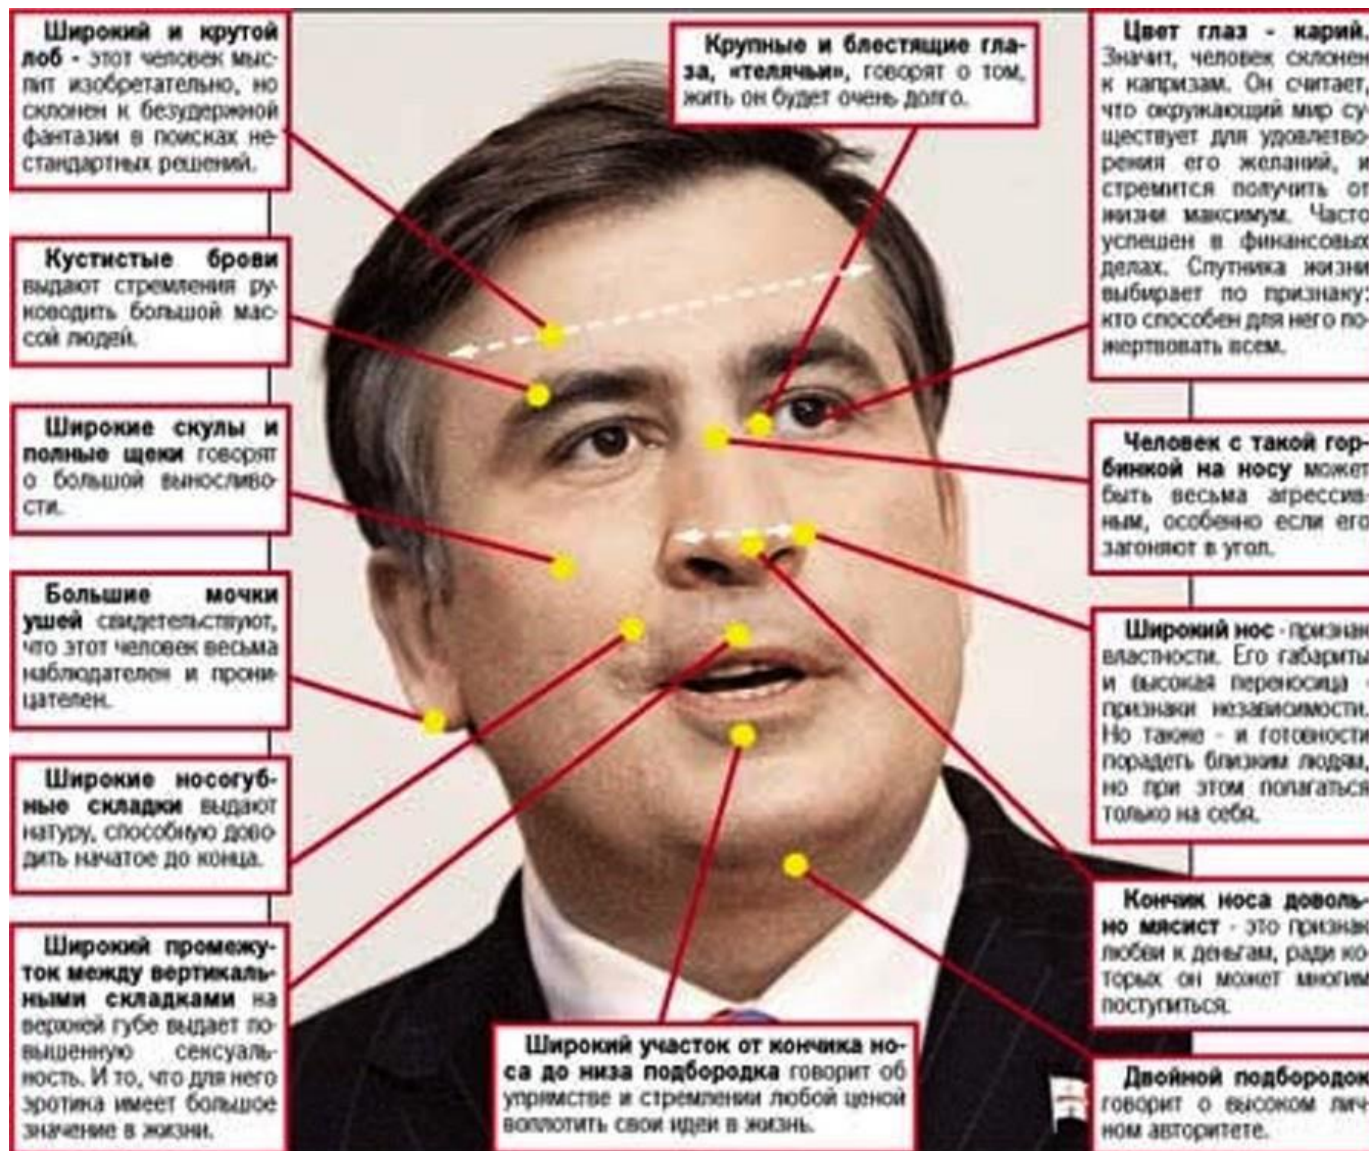 Широкий и крутой
лоб - этот человек мыс-
лит изобретательно, но
склонен к безудержной
фантазии в поисках не-
стандартных решений.
Кустистые брови
выдают стремления ру-
ководить большой мас-
сой людей.
Широкие скулы и
полные щеки говорят
о большой выносливо-
сти.
Большие мочки
ушей свидетельствуют,
что этот человек весьма
наблюдателен и прони-
цателен.
Широкие носогуб-
ные складки выдают
натуру, способную дово-
дить начатое до конца.
Широкий промежу-
ток между вертикаль-
ными складками на
верхней губе выдает по-
вышенную сексуаль-
ность. И то, что для него
эротика имеет большое
значение в жизни.
Крупные и блестящие гла-
за, «телячьи», говорят о том,
жить он будет очень долго.
Широкий участок от кончика но-
са до низа подбородка говорит об
упрямстве и стремлении любой ценой
воплотить свои идеи в жизнь.
Цвет глаз - карий.
Значит, человек склонен
к капризам. Он считает,
что окружающий мир су-
ществует для удовлетво-
рения его желаний, и
стремится получить от
жизни максимум. Часто
успешен в финансовых
делах. Спутника жизни
выбирает по признаку:
кто способен для него по-
жертвовать всем.
Человек с такой гор-
бинкой на носу может
быть весьма агрессив-
ным, особенно если его
загоняют в угол.
Широкий нос - признак
властности. Его габариты
и высокая переносица -
признаки независимости.
Но также - и готовности
порадеть близким людям,
но при этом полагаться
только на себя.
Кончик носа доволь-
но мясист - это признак
любви к деньгам, ради ко-
торых он может многим
поступиться.
Двойной подбородок
говорит о высоком лич-
ном авторитете.